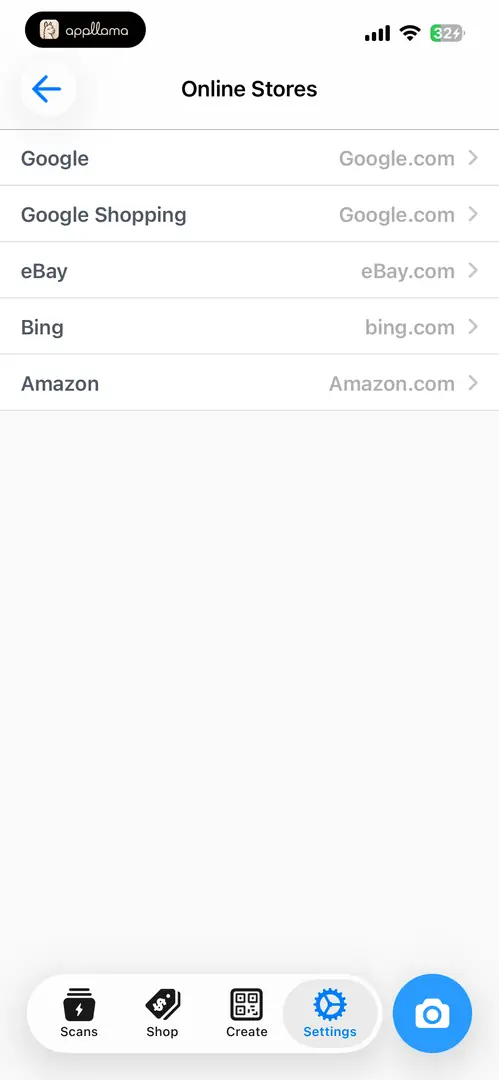 appllama
32
Online Stores
Google Google.com
Google Shopping Google.com
eBay eBay.com
Bing bing.com
Amazon Amazon.com
Scans Shop Create Settings